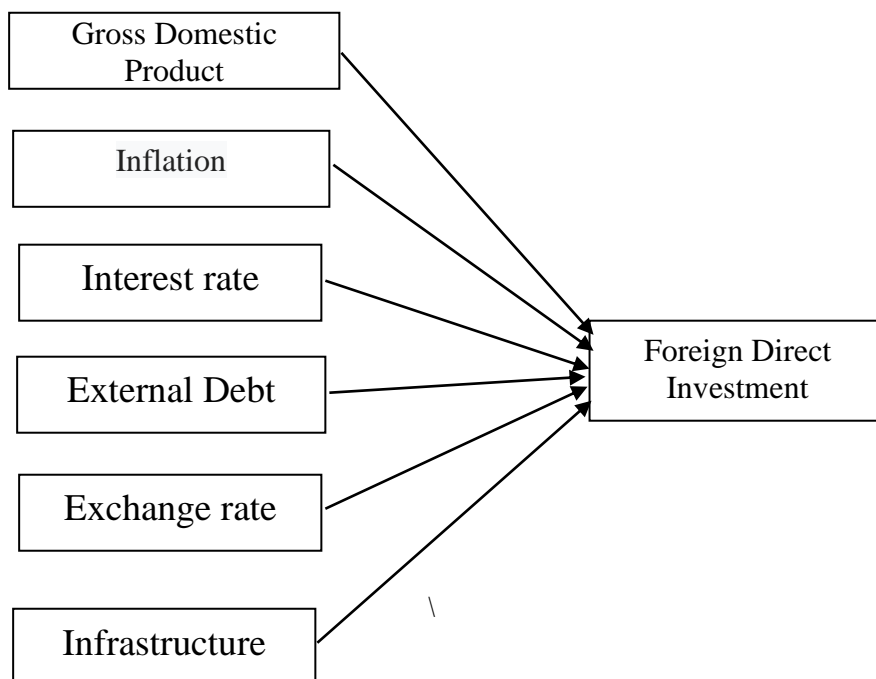 Gross Domestic
Product
Inflation
Interest rate
External Debt
Exchange rate
Infrastructure
Foreign Direct
Investment
\